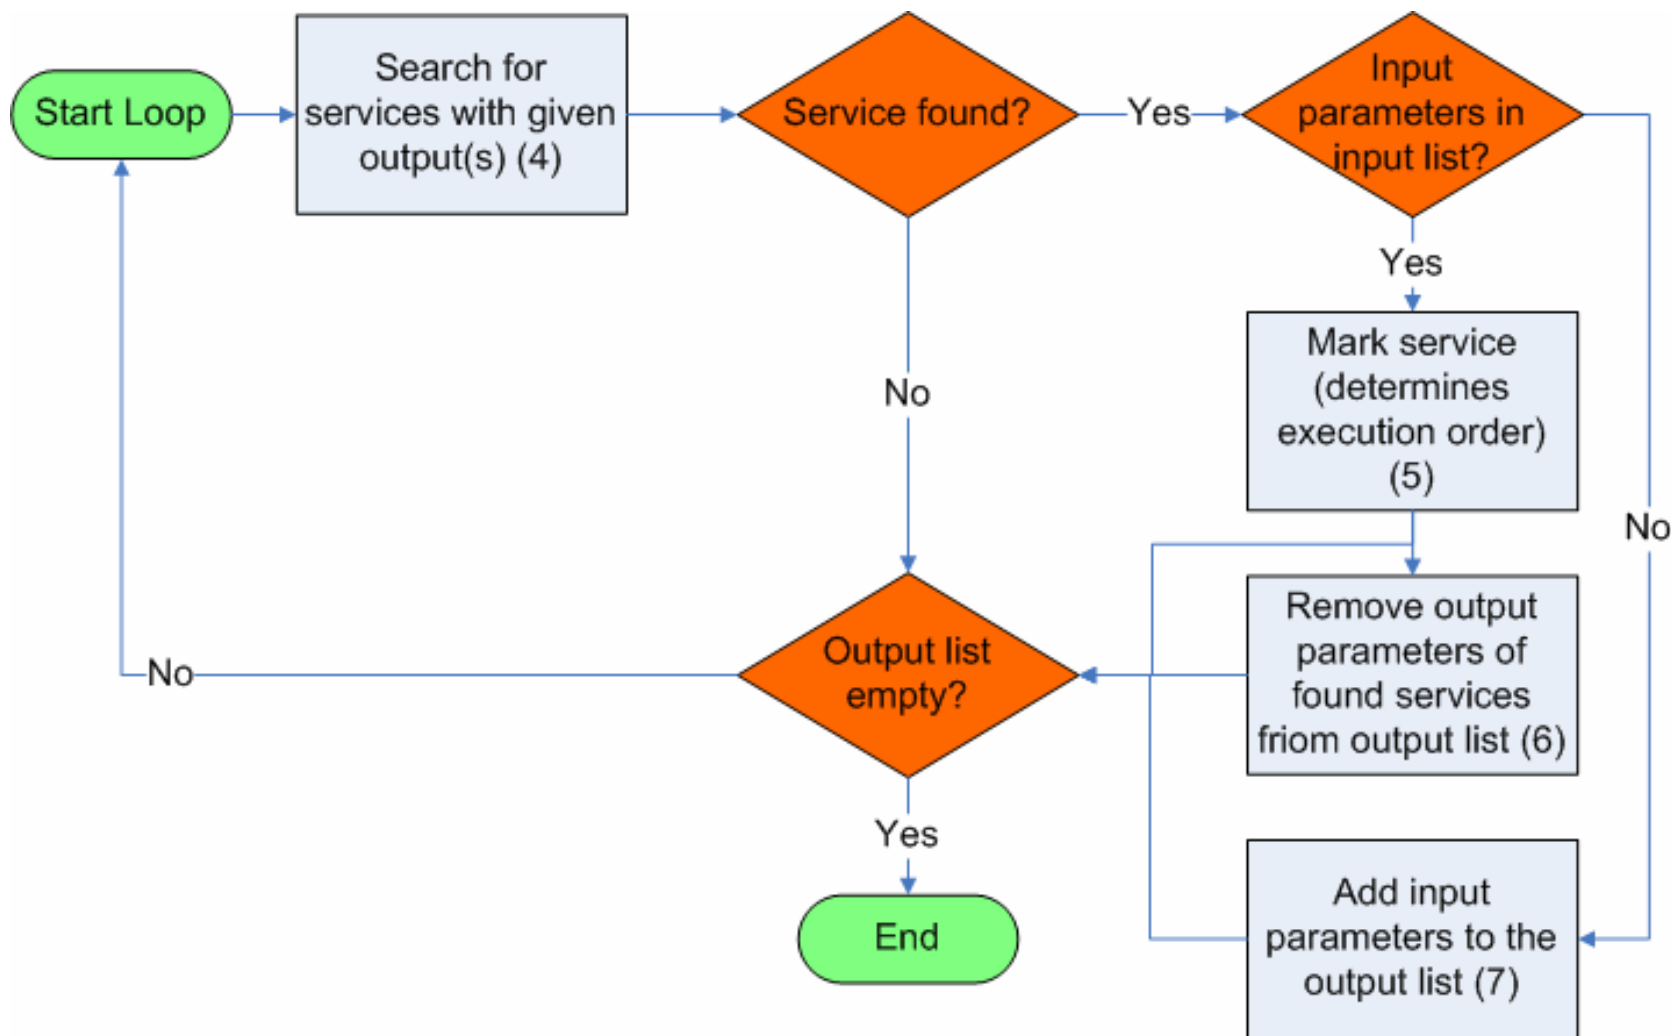 Start Loop
Search for
services with given
output(s) (4)
Service found?
Yes
Input
parameters in
input list?
Yes
No
Mark service
(determines
execution order)
(5)
No
Remove output
parameters of
found services
friom output list (6)
Output list
empty?
No
Yes
End
Add input
parameters to the
output list (7)